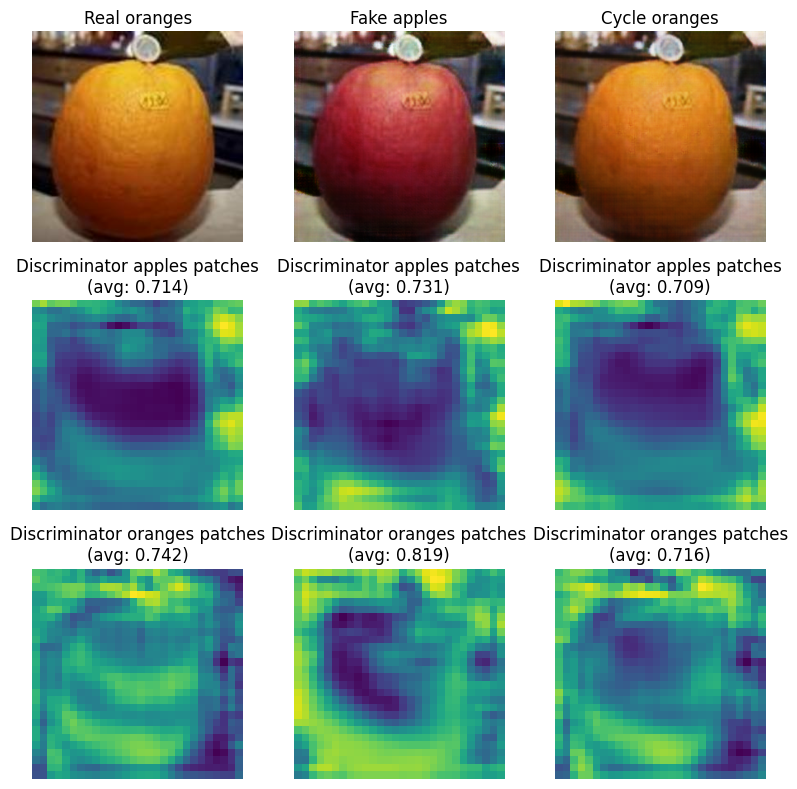 Real oranges
Fake apples
Cycle oranges
Discriminator apples patches
(avg: 0.714)
Discriminator apples patches
(avg: 0.731)
Discriminator apples patches
(avg: 0.709)
Discriminator oranges patches
(avg: 0.742)
Discriminator oranges patches
(avg: 0.819)
Discriminator oranges patches
(avg: 0.716)